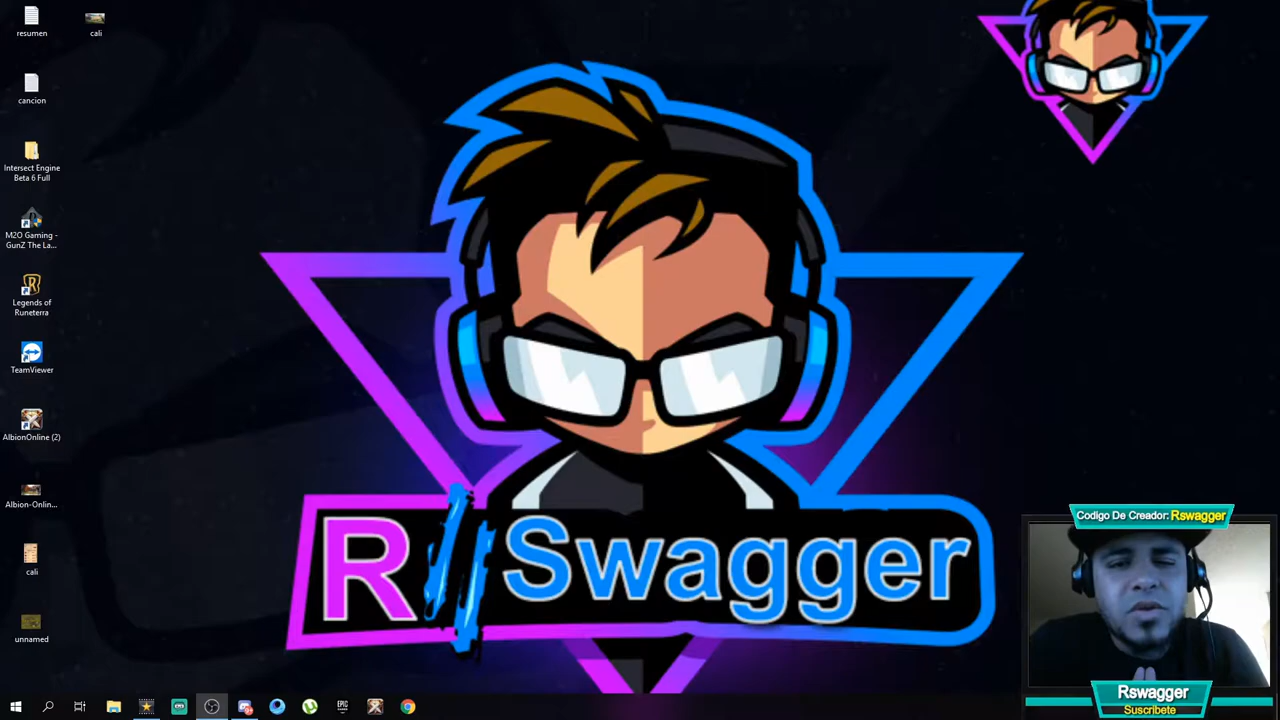 resumen
cali
cancion
Intersect Engine
Beta 6 Full
M2O Gaming -
GunZ The La...
Legends of
Runeterra
TeamViewer
AlbionOnline (2)
Albion-Onlin...
cali
unnamed
R//Swagger
Codigo De Creador: Rswagger
Rswagger
Suscribete
EPIC